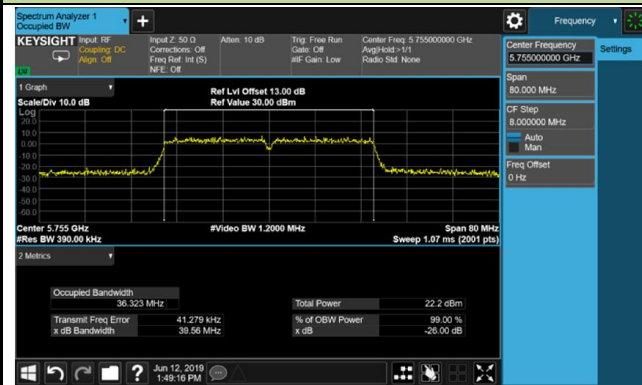 Spectrum Analyzer 1
Occupied BW
Frequency
KEYSIGHT
Input: RF
Coupling: DC
Align: Off
Input Z: 50 Ω
Corrections: Off
Freq Ref: Int (S)
NFE: Off
Atten: 10 dB
Trig: Free Run
Gate: Off
#IF Gain: Low
Center Freq: 5.755000000 GHz
Avg|Hold:>1/1
Radio Std: None
Center Frequency
5.755000000 GHz
Settings
Span
80.000 MHz
CF Step
8.000000 MHz
Auto
Man
Freq Offset
0 Hz
1 Graph
Scale/Div 10.0 dB
Ref Lvl Offset 13.00 dB
Ref Value 30.00 dBm
Log
20.0
10.0
0.00
-10.0
-20.0
-30.0
-40.0
-50.0
-60.0
Center 5.755 GHz
#Res BW 390.00 kHz
#Video BW 1.2000 MHz
Span 80 MHz
Sweep 1.07 ms (2001 pts)
2 Metrics
Occupied Bandwidth
36.323 MHz
Total Power 22.2 dBm
Transmit Freq Error 41.279 kHz
% of OBW Power 99.00 %
x dB Bandwidth 39.56 MHz
x dB -26.00 dB
Jun 12, 2019
1:49:16 PM